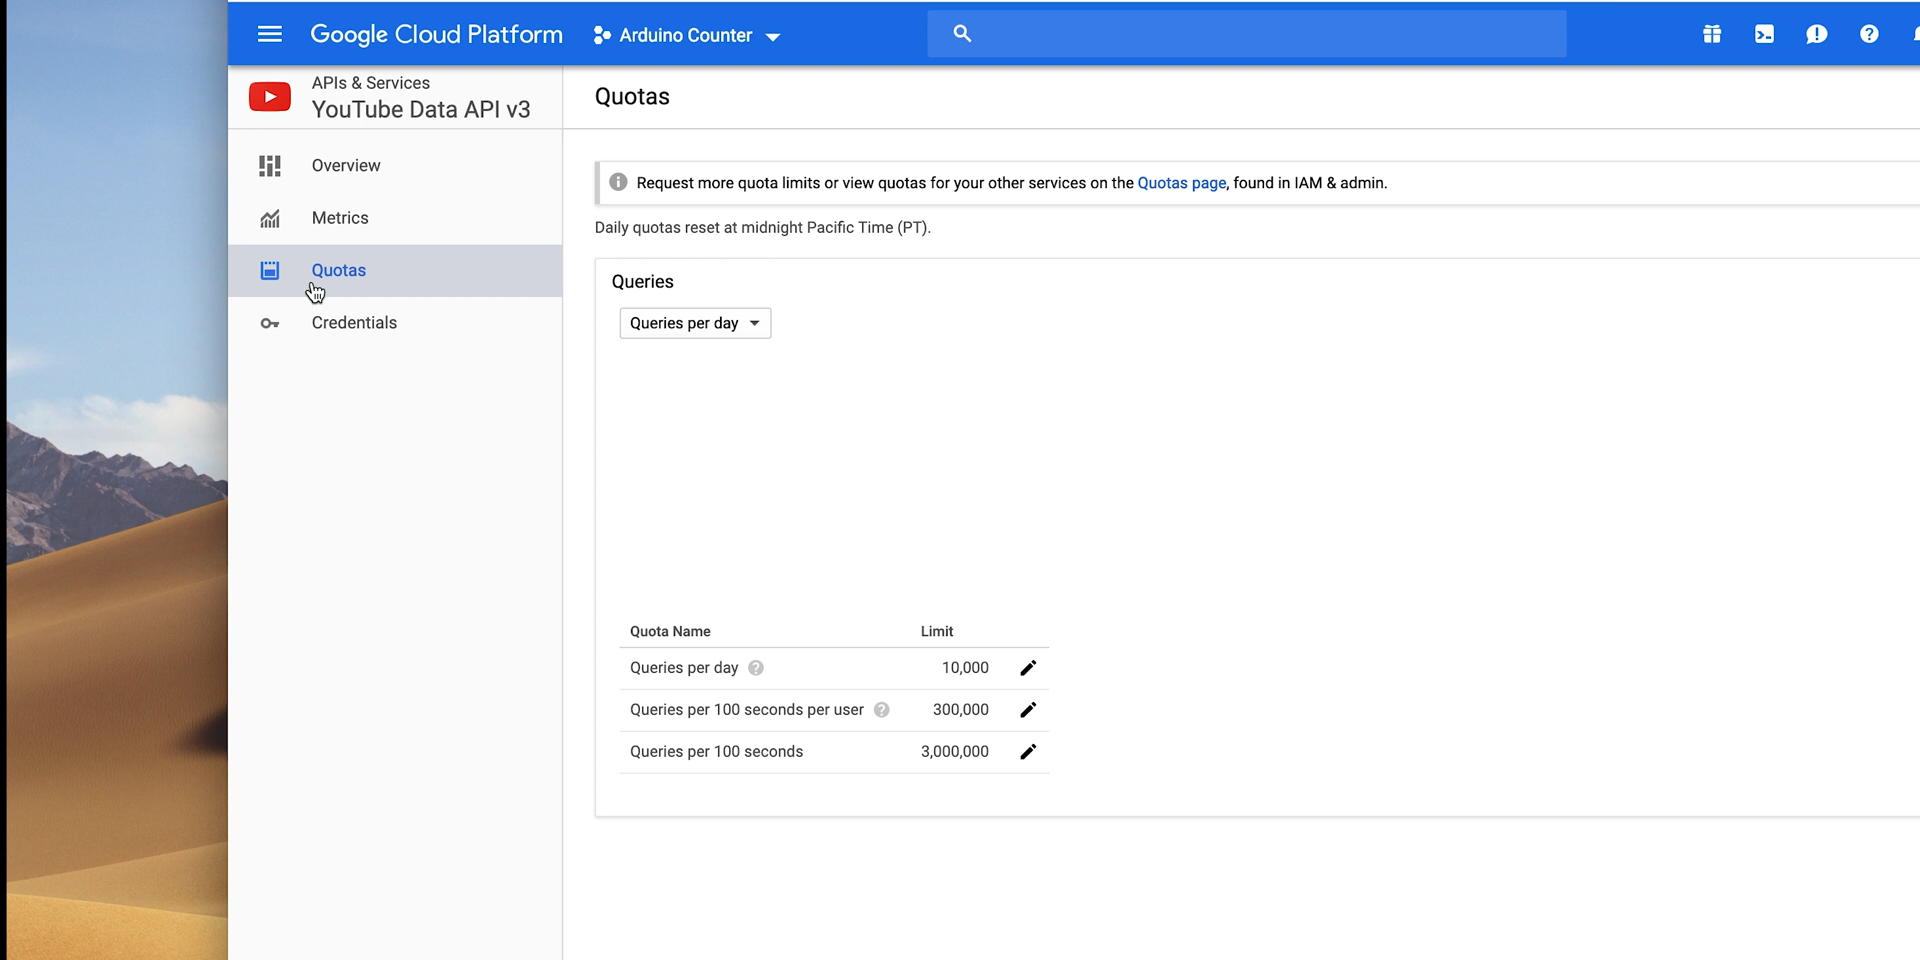 Google Cloud Platform
Arduino Counter
APIs & Services
YouTube Data API v3
Overview
Metrics
Quotas
Credentials
Quotas
Request more quota limits or view quotas for your other services on the Quotas page, found in IAM & admin.
Daily quotas reset at midnight Pacific Time (PT).
Queries
Queries per day
Quota Name Limit
Queries per day 10,000
Queries per 100 seconds per user 300,000
Queries per 100 seconds 3,000,000